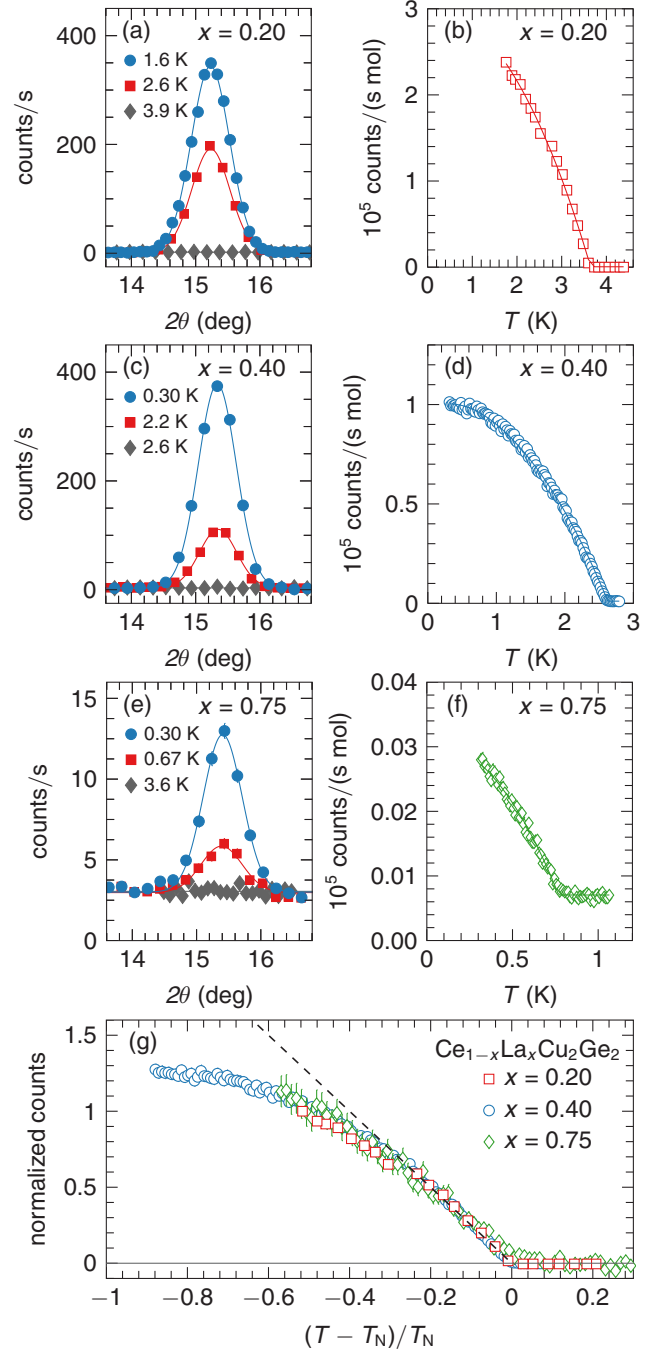 (a) x = 0.20
1.6 K
2.6 K
3.9 K
counts/s
400
200
0
14 15 16
2θ (deg)
(b) x = 0.20
10⁵ counts/(s mol)
3
2
1
0
0 1 2 3 4
T (K)
(c) x = 0.40
0.30 K
2.2 K
2.6 K
counts/s
400
200
0
14 15 16
2θ (deg)
(d) x = 0.40
10⁵ counts/(s mol)
1
0.5
0
0 1 2 3
T (K)
(e) x = 0.75
0.30 K
0.67 K
3.6 K
counts/s
15
10
5
0
14 15 16
2θ (deg)
(f) x = 0.75
10⁵ counts/(s mol)
0.04
0.03
0.02
0.01
0.00
0 0.5 1
T (K)
(g) Ce₁₋ₓLaₓCu₂Ge₂
x = 0.20
x = 0.40
x = 0.75
normalized counts
1.5
1
0.5
0
−1 −0.8 −0.6 −0.4 −0.2 0 0.2
(T − T_N)/T_N